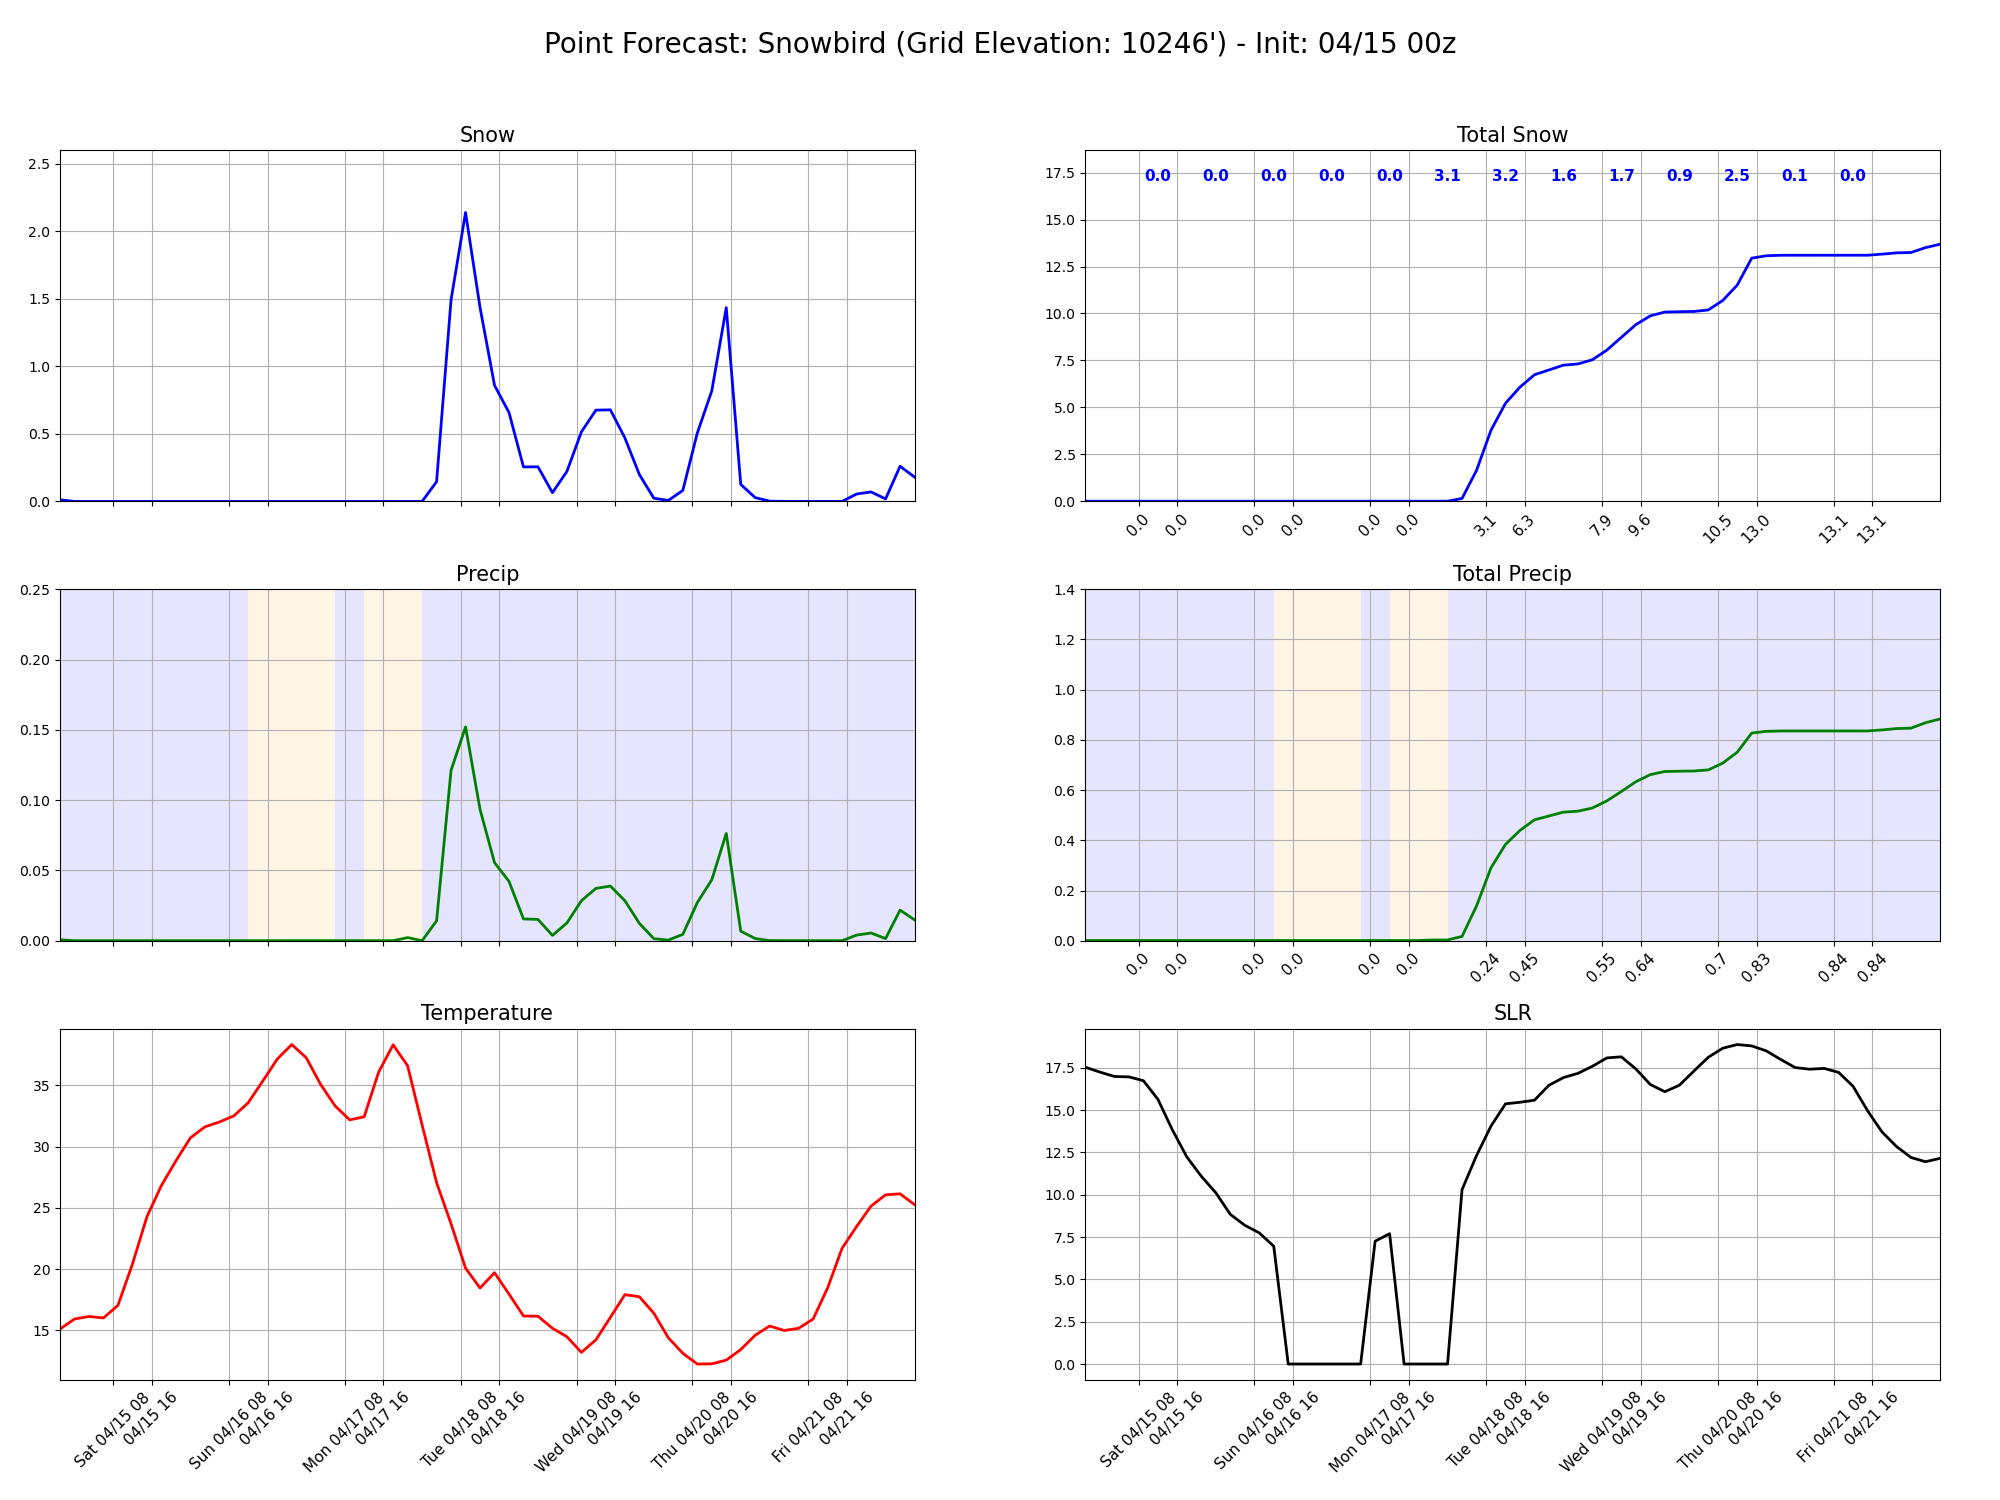 Point Forecast: Snowbird (Grid Elevation: 10246') - Init: 04/15 00z
Snow
2.5
2.0
1.5
1.0
0.5
0.0
Total Snow
17.5
15.0
12.5
10.0
7.5
5.0
2.5
0.0
0.0 0.0 0.0 0.0 0.0 3.1 3.2 1.6 1.7 0.9 2.5 0.1 0.0
0.0 0.0 0.0 0.0 0.0 0.0 3.1 6.3 7.9 9.6 10.5 13.0 13.1 13.1
Precip
0.25
0.20
0.15
0.10
0.05
0.00
Total Precip
1.4
1.2
1.0
0.8
0.6
0.4
0.2
0.0
0.0 0.0 0.0 0.0 0.0 0.0 0.24 0.45 0.55 0.64 0.7 0.83 0.84 0.84
Temperature
35
30
25
20
15
Sat 04/15 08
04/15 16
Sun 04/16 08
04/16 16
Mon 04/17 08
04/17 16
Tue 04/18 08
04/18 16
Wed 04/19 08
04/19 16
Thu 04/20 08
04/20 16
Fri 04/21 08
04/21 16
SLR
17.5
15.0
12.5
10.0
7.5
5.0
2.5
0.0
Sat 04/15 08
04/15 16
Sun 04/16 08
04/16 16
Mon 04/17 08
04/17 16
Tue 04/18 08
04/18 16
Wed 04/19 08
04/19 16
Thu 04/20 08
04/20 16
Fri 04/21 08
04/21 16